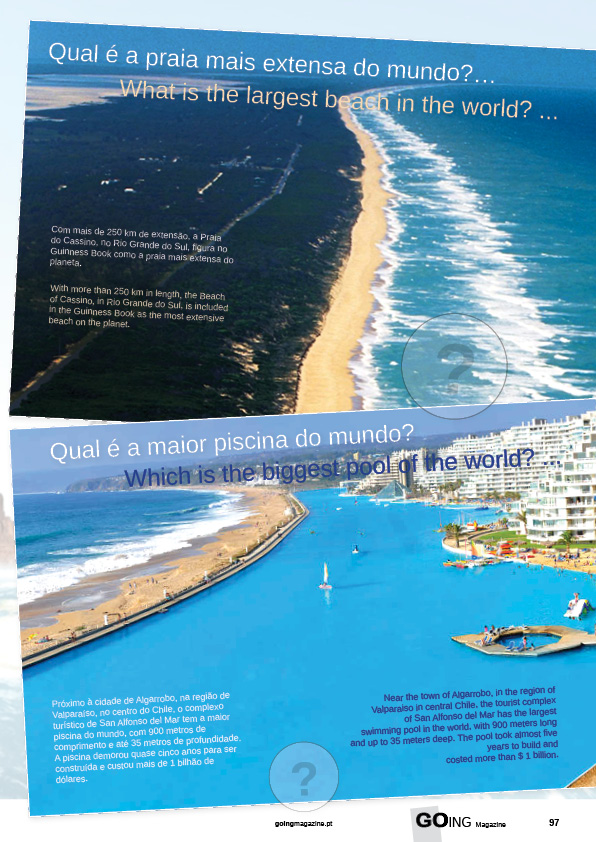 Qual é a praia mais extensa do mundo?...
What is the largest beach in the world? ...
Com mais de 250 km de extensão, a Praia
do Cassino, no Rio Grande do Sul, figura no
Guinness Book como a praia mais extensa do
planeta.
With more than 250 km in length, the Beach
of Cassino, in Rio Grande do Sul, is included
in the Guinness Book as the most extensive
beach on the planet.
?
Qual é a maior piscina do mundo?
Which is the biggest pool of the world? ...
Próximo à cidade de Algarrobo, na região de
Valparaíso, no centro do Chile, o complexo
turístico de San Alfonso del Mar tem a maior
piscina do mundo, com 900 metros de
comprimento e até 35 metros de profundidade.
A piscina demorou quase cinco anos para ser
construída e custou mais de 1 bilhão de
dólares.
Near the town of Algarrobo, in the region of
Valparaiso in central Chile, the tourist complex
of San Alfonso del Mar has the largest
swimming pool in the world, with 900 meters long
and up to 35 meters deep. The pool took almost five
years to build and
costed more than $ 1 billion.
?
goingmagazine.pt
GOING Magazine
97